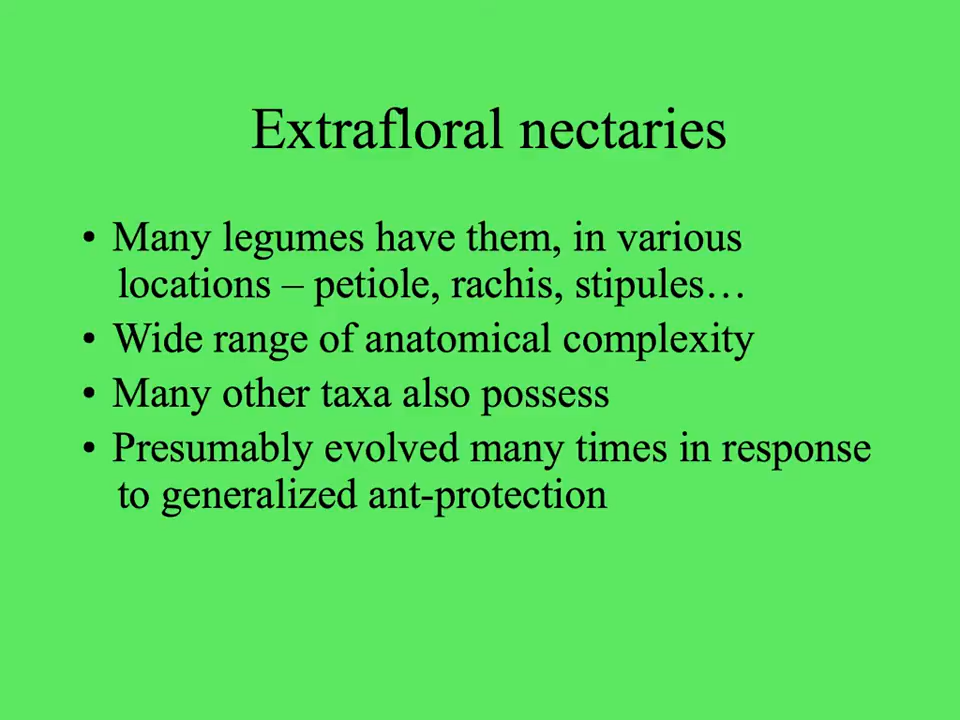 Extrafloral nectaries
• Many legumes have them, in various
locations – petiole, rachis, stipules…
• Wide range of anatomical complexity
• Many other taxa also possess
• Presumably evolved many times in response
to generalized ant-protection